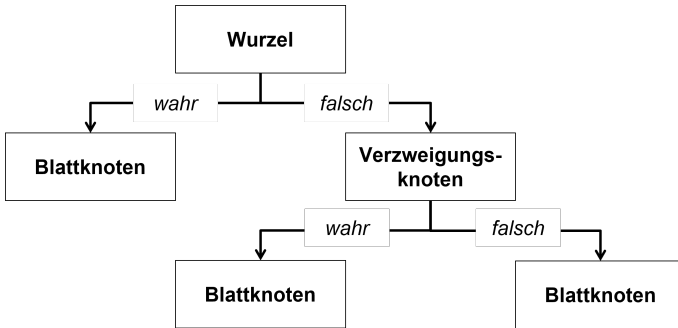 Wurzel
wahr
falsch
Blattknoten
Verzweigungs-
knoten
wahr
falsch
Blattknoten
Blattknoten